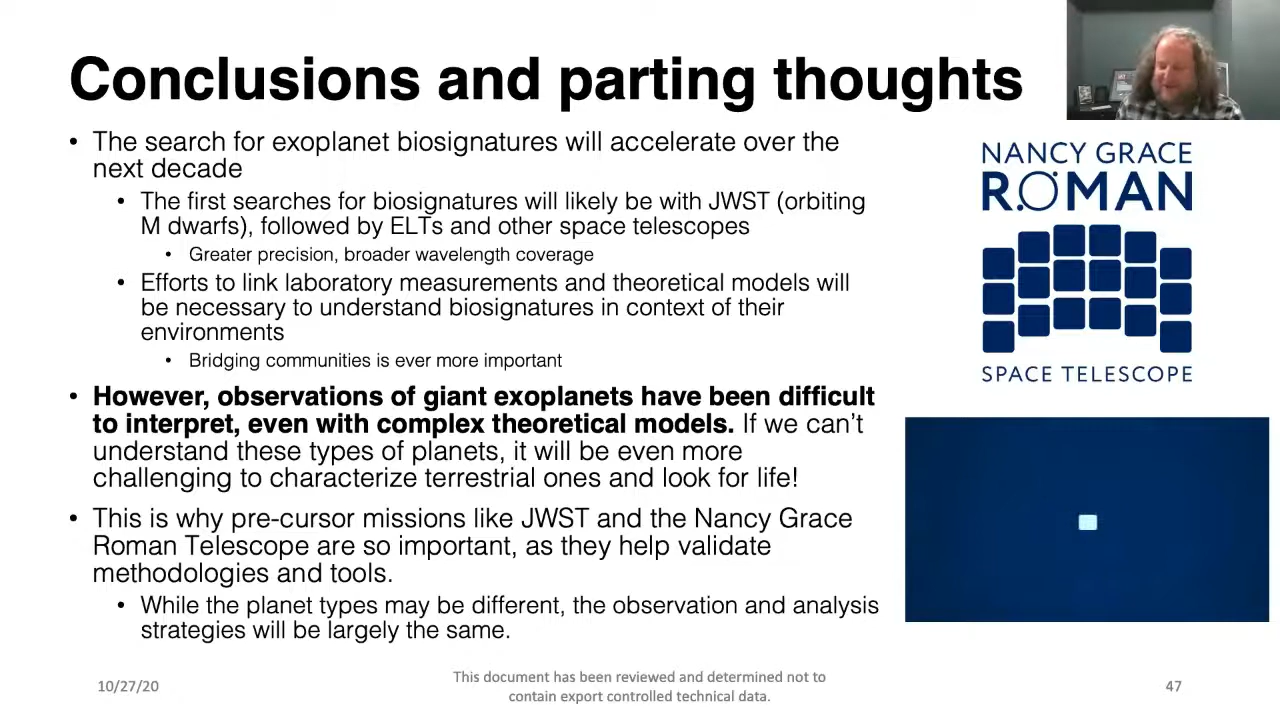 Conclusions and parting thoughts
• The search for exoplanet biosignatures will accelerate over the
next decade
• The first searches for biosignatures will likely be with JWST (orbiting
M dwarfs), followed by ELTs and other space telescopes
• Greater precision, broader wavelength coverage
• Efforts to link laboratory measurements and theoretical models will
be necessary to understand biosignatures in context of their
environments
• Bridging communities is ever more important
• However, observations of giant exoplanets have been difficult
to interpret, even with complex theoretical models. If we can’t
understand these types of planets, it will be even more
challenging to characterize terrestrial ones and look for life!
• This is why pre-cursor missions like JWST and the Nancy Grace
Roman Telescope are so important, as they help validate
methodologies and tools.
• While the planet types may be different, the observation and analysis
strategies will be largely the same.
NANCY GRACE
ROMAN
SPACE TELESCOPE
10/27/20
This document has been reviewed and determined not to
contain export controlled technical data.
47